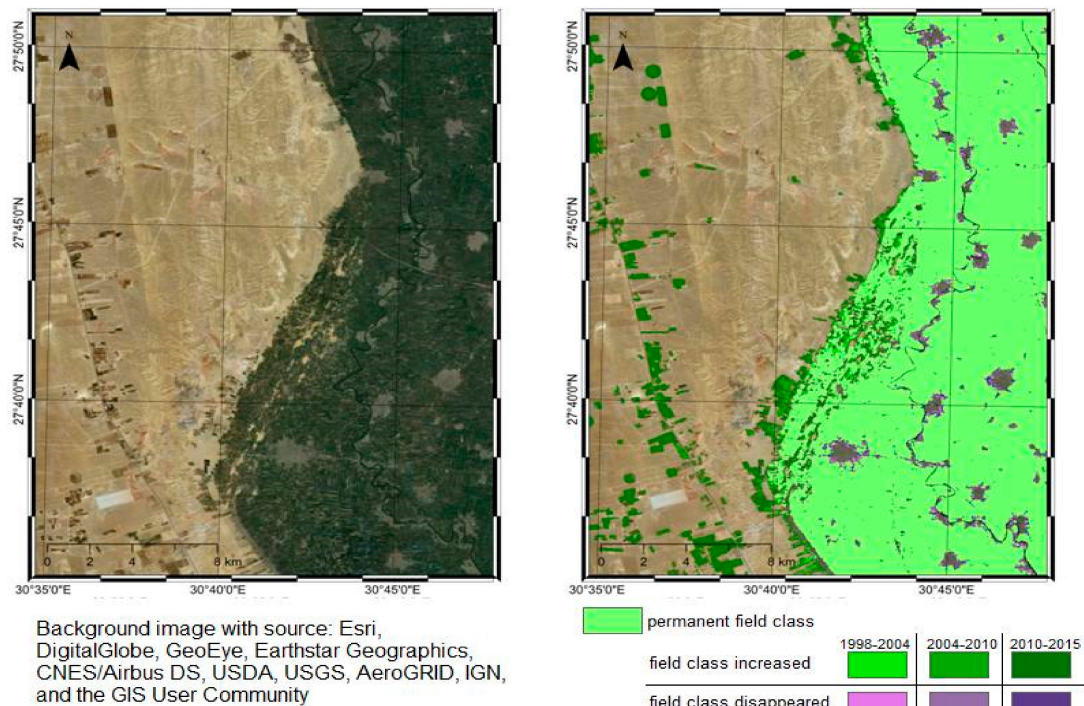 27°50'0"N
27°45'0"N
27°40'0"N
N
0 2 4 8 km
30°35'0"E 30°40'0"E 30°45'0"E
27°50'0"N
27°45'0"N
27°40'0"N
N
0 2 4 8 km
30°35'0"E 30°40'0"E 30°45'0"E
Background image with source: Esri,
DigitalGlobe, GeoEye, Earthstar Geographics,
CNES/Airbus DS, USDA, USGS, AeroGRID, IGN,
and the GIS User Community
permanent field class
1998-2004 2004-2010 2010-2015
field class increased
field class disappeared